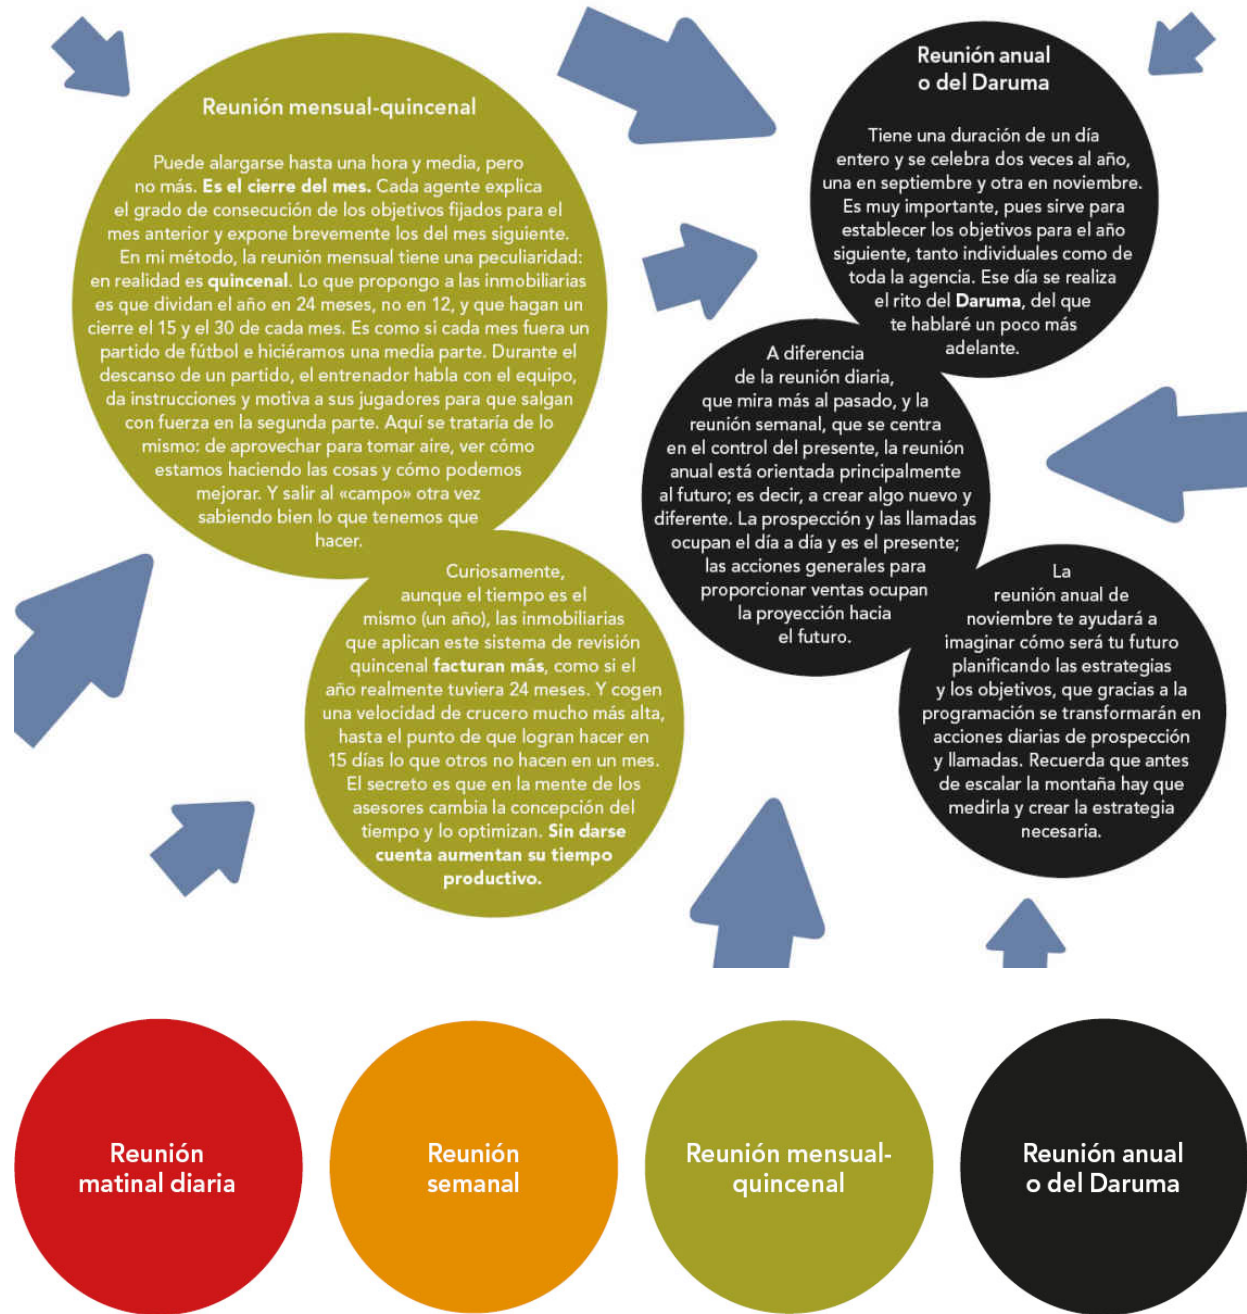 Reunión mensual-quincenal
Puede alargarse hasta una hora y media, pero
no más. Es el cierre del mes. Cada agente explica
el grado de consecución de los objetivos fijados para el
mes anterior y expone brevemente los del mes siguiente.
En mi método, la reunión mensual tiene una peculiaridad:
en realidad es quincenal. Lo que propongo a las inmobiliarias
es que dividan el año en 24 meses, no en 12, y que hagan un
cierre el 15 y el 30 de cada mes. Es como si cada mes fuera un
partido de fútbol e hiciéramos una media parte. Durante el
descanso de un partido, el entrenador habla con el equipo,
da instrucciones y motiva a sus jugadores para que salgan
con fuerza en la segunda parte. Aquí se trataría de lo
mismo: de aprovechar para tomar aire, ver cómo
estamos haciendo las cosas y cómo podemos
mejorar. Y salir al «campo» otra vez
sabiendo bien lo que tenemos que
hacer.
Curiosamente,
aunque el tiempo es el
mismo (un año), las inmobiliarias
que aplican este sistema de revisión
quincenal facturan más, como si el
año realmente tuviera 24 meses. Y cogen
una velocidad de crucero mucho más alta,
hasta el punto de que logran hacer en
15 días lo que otros no hacen en un mes.
El secreto es que en la mente de los
asesores cambia la concepción del
tiempo y lo optimizan. Sin darse
cuenta aumentan su tiempo
productivo.
Reunión anual
o del Daruma
Tiene una duración de un día
entero y se celebra dos veces al año,
una en septiembre y otra en noviembre.
Es muy importante, pues sirve para
establecer los objetivos para el año
siguiente, tanto individuales como de
toda la agencia. Ese día se realiza
el rito del Daruma, del que
te hablaré un poco más
adelante.
A diferencia
de la reunión diaria,
que mira más al pasado, y la
reunión semanal, que se centra
en el control del presente, la reunión
anual está orientada principalmente
al futuro; es decir, a crear algo nuevo y
diferente. La prospección y las llamadas
ocupan el día a día y es el presente;
las acciones generales para
proporcionar ventas ocupan
la proyección hacia
el futuro.
La
reunión anual de
noviembre te ayudará a
imaginar cómo será tu futuro
planificando las estrategias
y los objetivos, que gracias a la
programación se transformarán en
acciones diarias de prospección
y llamadas. Recuerda que antes
de escalar la montaña hay que
medirla y crear la estrategia
necesaria.
Reunión
matinal diaria
Reunión
semanal
Reunión mensual-
quincenal
Reunión anual
o del Daruma